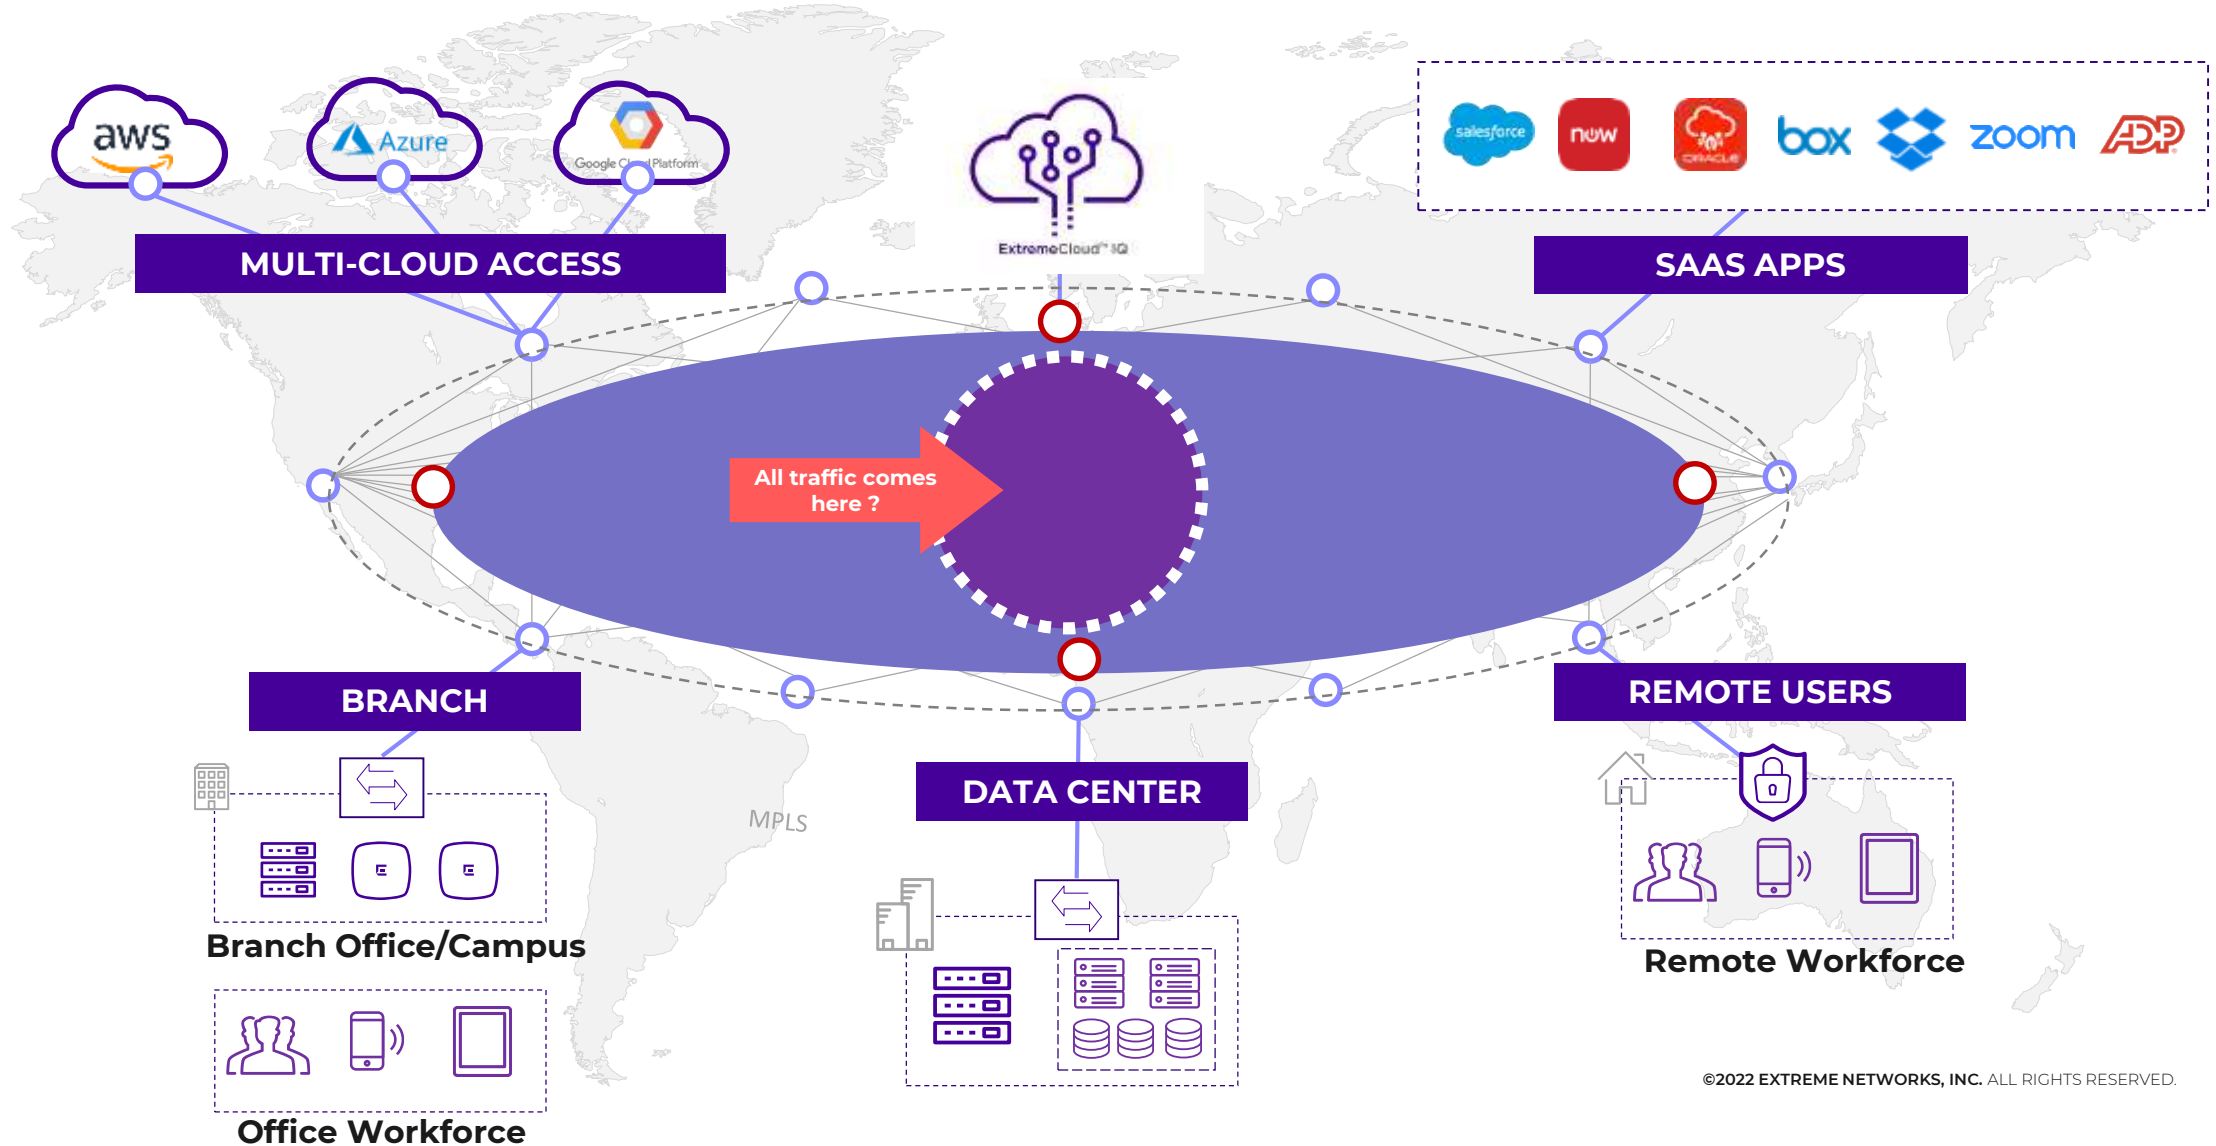 aws
Azure
Google Cloud Platform
ExtremeCloud™ IQ
salesforce
now
ORACLE
box
zoom
ADP
MULTI-CLOUD ACCESS
SAAS APPS
All traffic comes
here ?
BRANCH
REMOTE USERS
DATA CENTER
MPLS
Branch Office/Campus
Remote Workforce
©2022 EXTREME NETWORKS, INC. ALL RIGHTS RESERVED.
Office Workforce